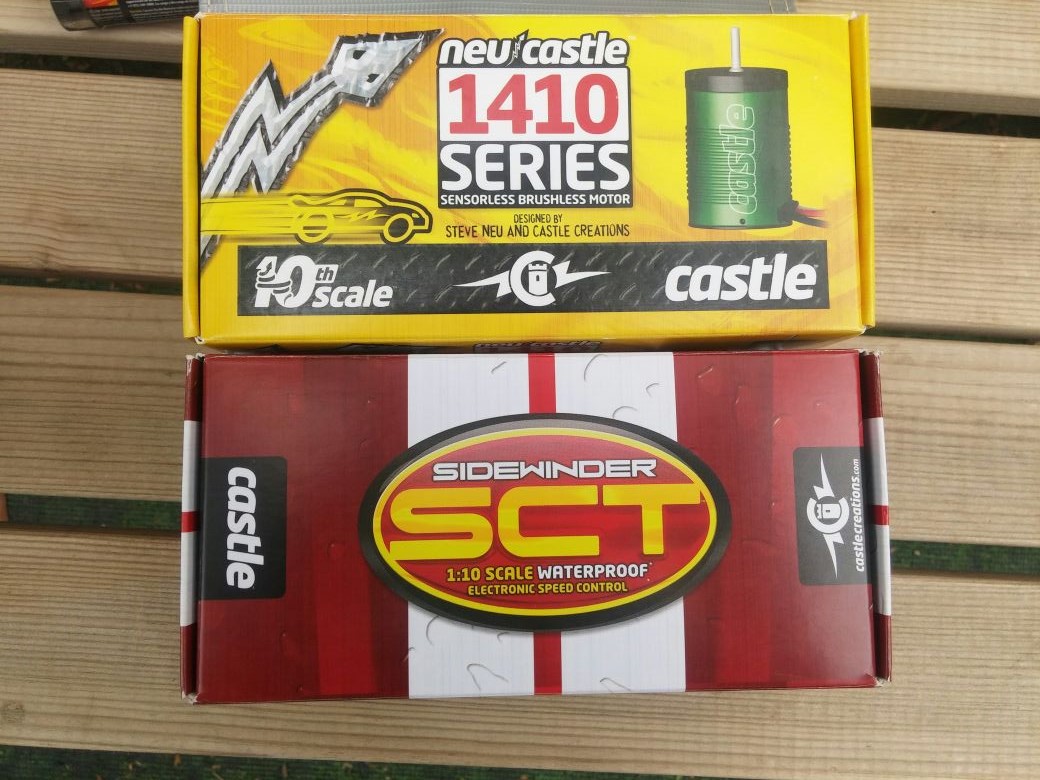 neu castle
1410
SERIES
SENSORLESS BRUSHLESS MOTOR
DESIGNED BY
STEVE NEU AND CASTLE CREATIONS
castle
10th
scale
castle
neu castle
SIDEWINDER
SCT
1:10 SCALE WATERPROOF
ELECTRONIC SPEED CONTROL
castle
castlecreations.com